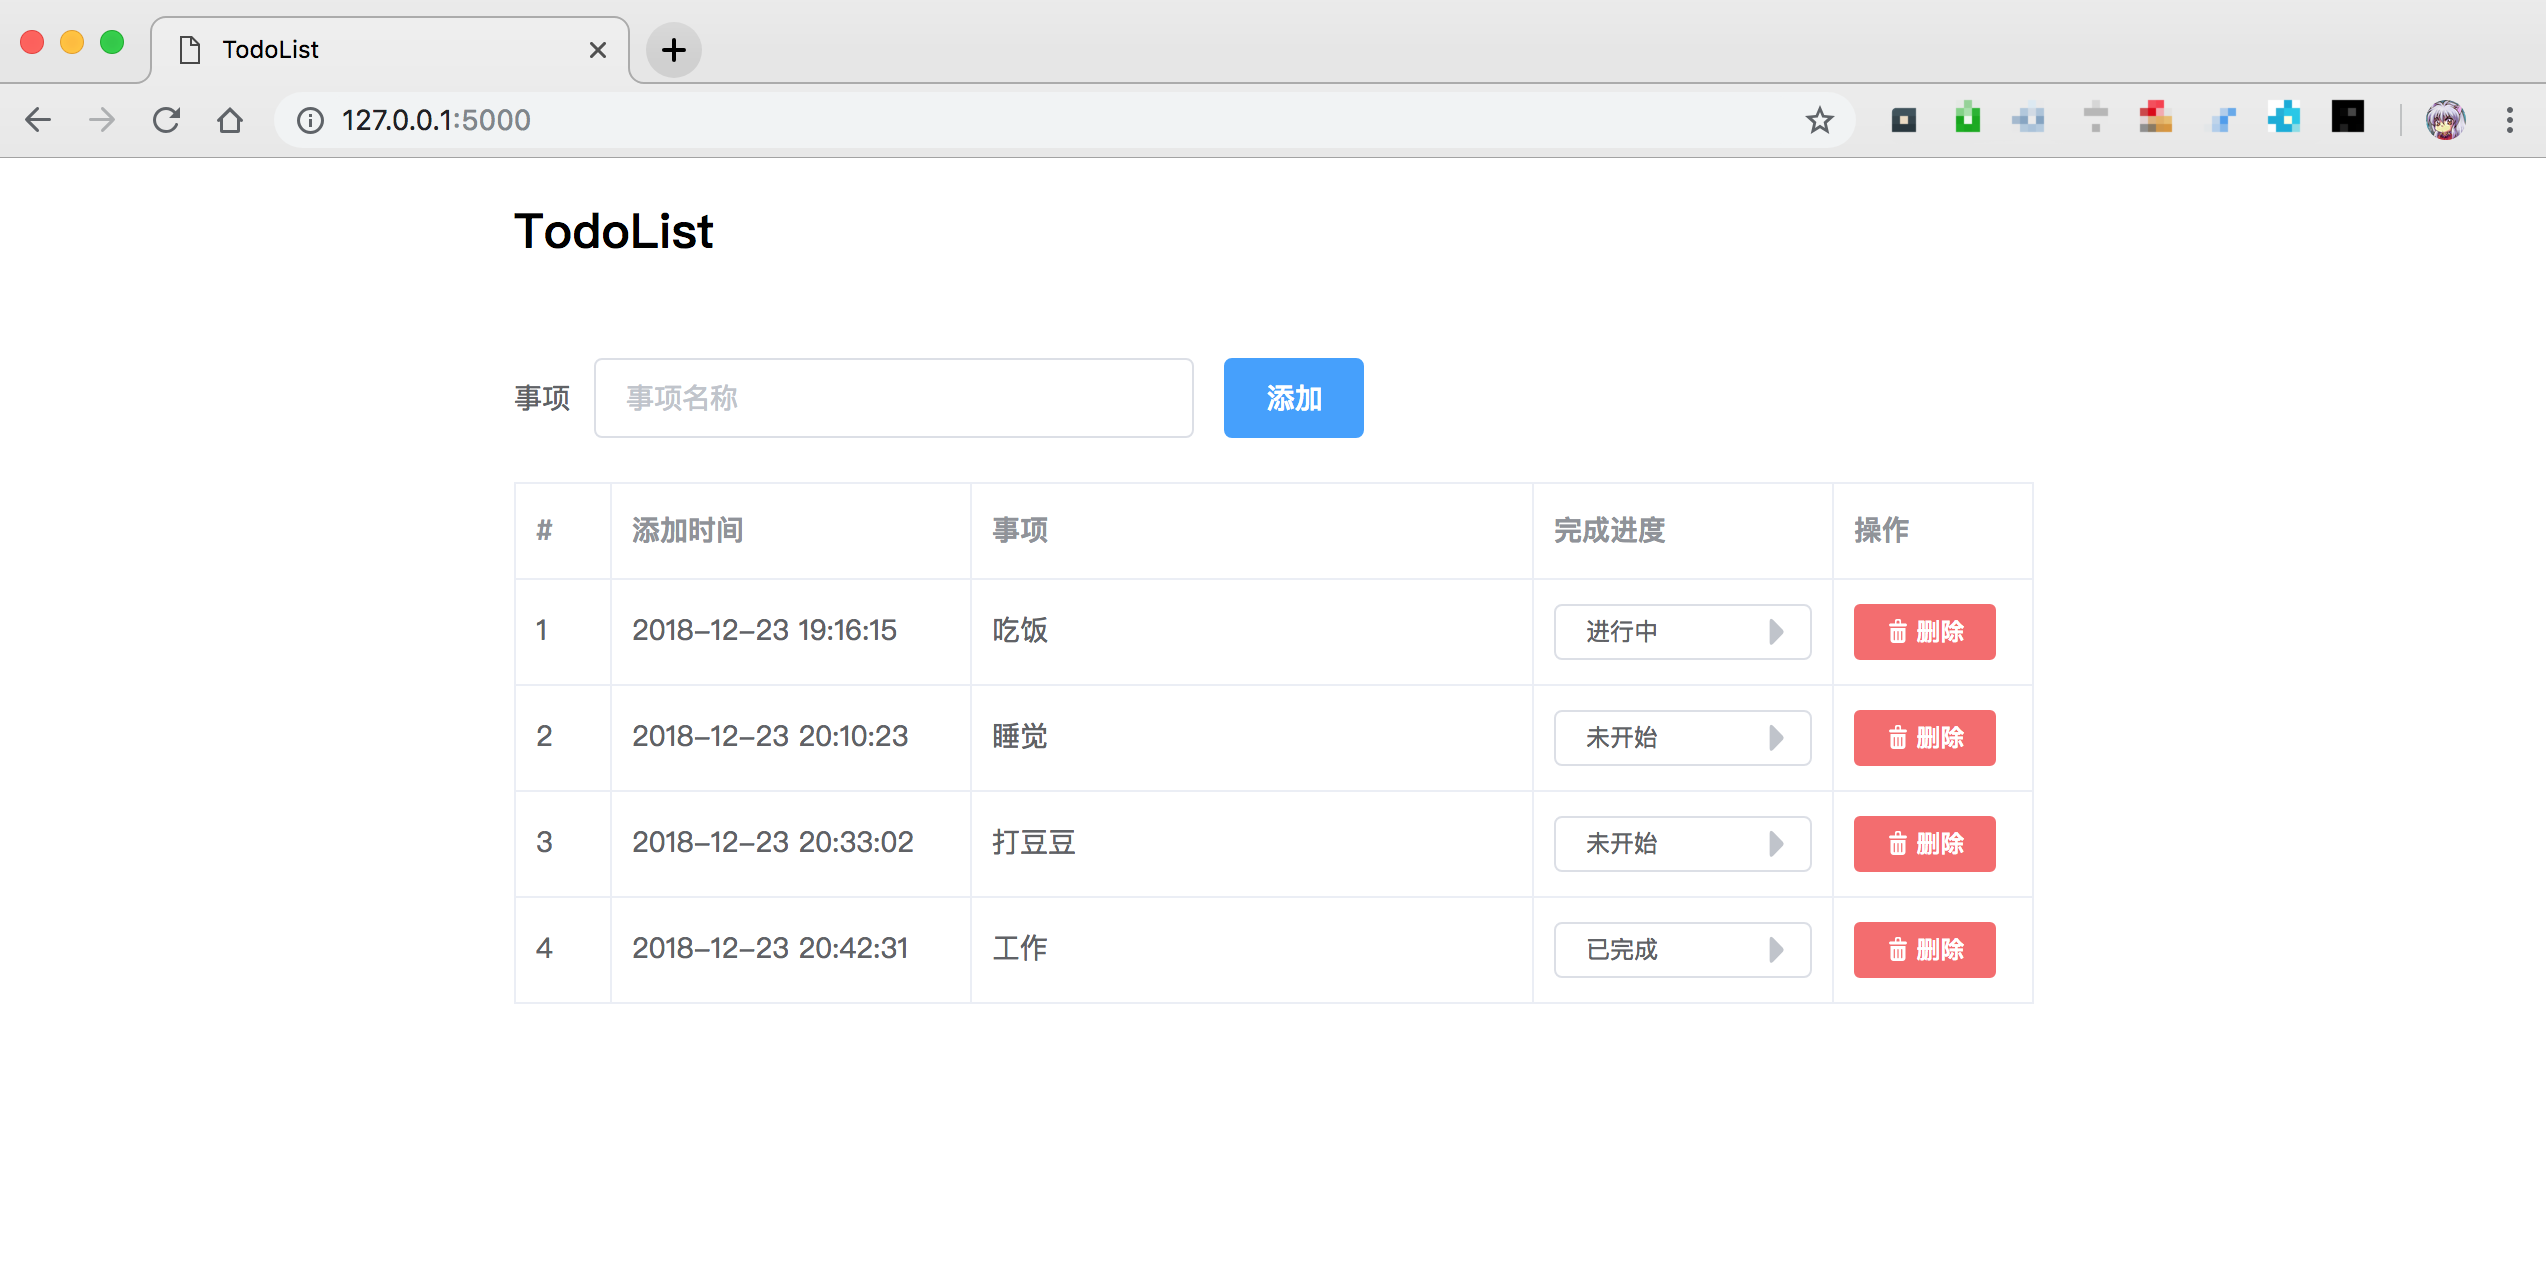 TodoList
127.0.0.1:5000
TodoList
事项 事项名称 添加
# 添加时间 事项 完成进度 操作
1 2018-12-23 19:16:15 吃饭 进行中 删除
2 2018-12-23 20:10:23 睡觉 未开始 删除
3 2018-12-23 20:33:02 打豆豆 未开始 删除
4 2018-12-23 20:42:31 工作 已完成 删除